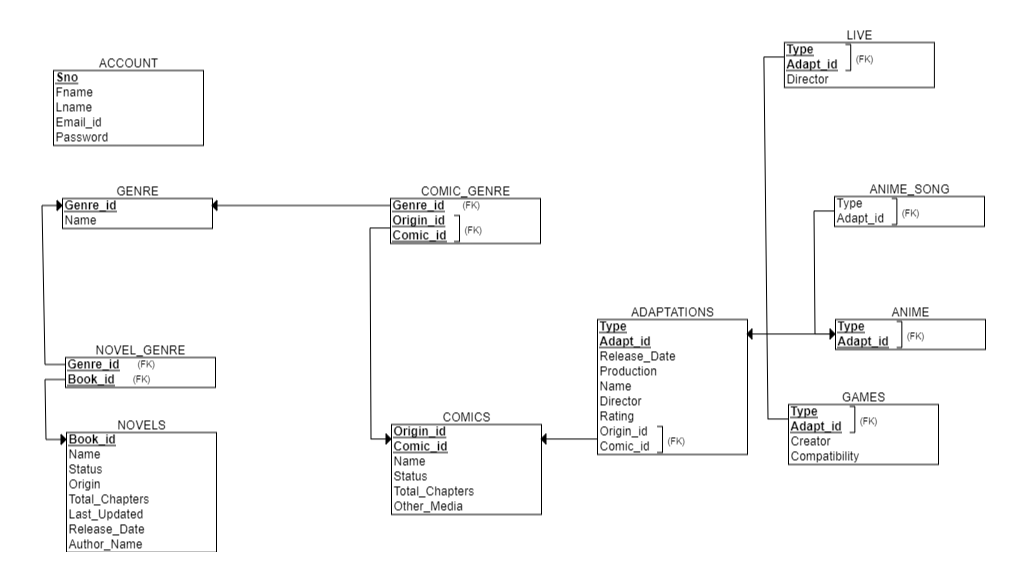 ACCOUNT
Sno
Fname
Lname
Email_id
Password
GENRE
Genre_id
Name
NOVEL_GENRE
Genre_id (FK)
Book_id (FK)
NOVELS
Book_id
Name
Status
Origin
Total_Chapters
Last_Updated
Release_Date
Author_Name
COMIC_GENRE
Genre_id (FK)
Origin_id
Comic_id
(FK)
COMICS
Origin_id
Comic_id
Name
Status
Total_Chapters
Other_Media
ADAPTATIONS
Type
Adapt_id
Release_Date
Production
Name
Director
Rating
Origin_id
Comic_id
(FK)
LIVE
Type
Adapt_id
(FK)
Director
ANIME_SONG
Type
Adapt_id
(FK)
ANIME
Type
Adapt_id
(FK)
GAMES
Type
Adapt_id
(FK)
Creator
Compatibility